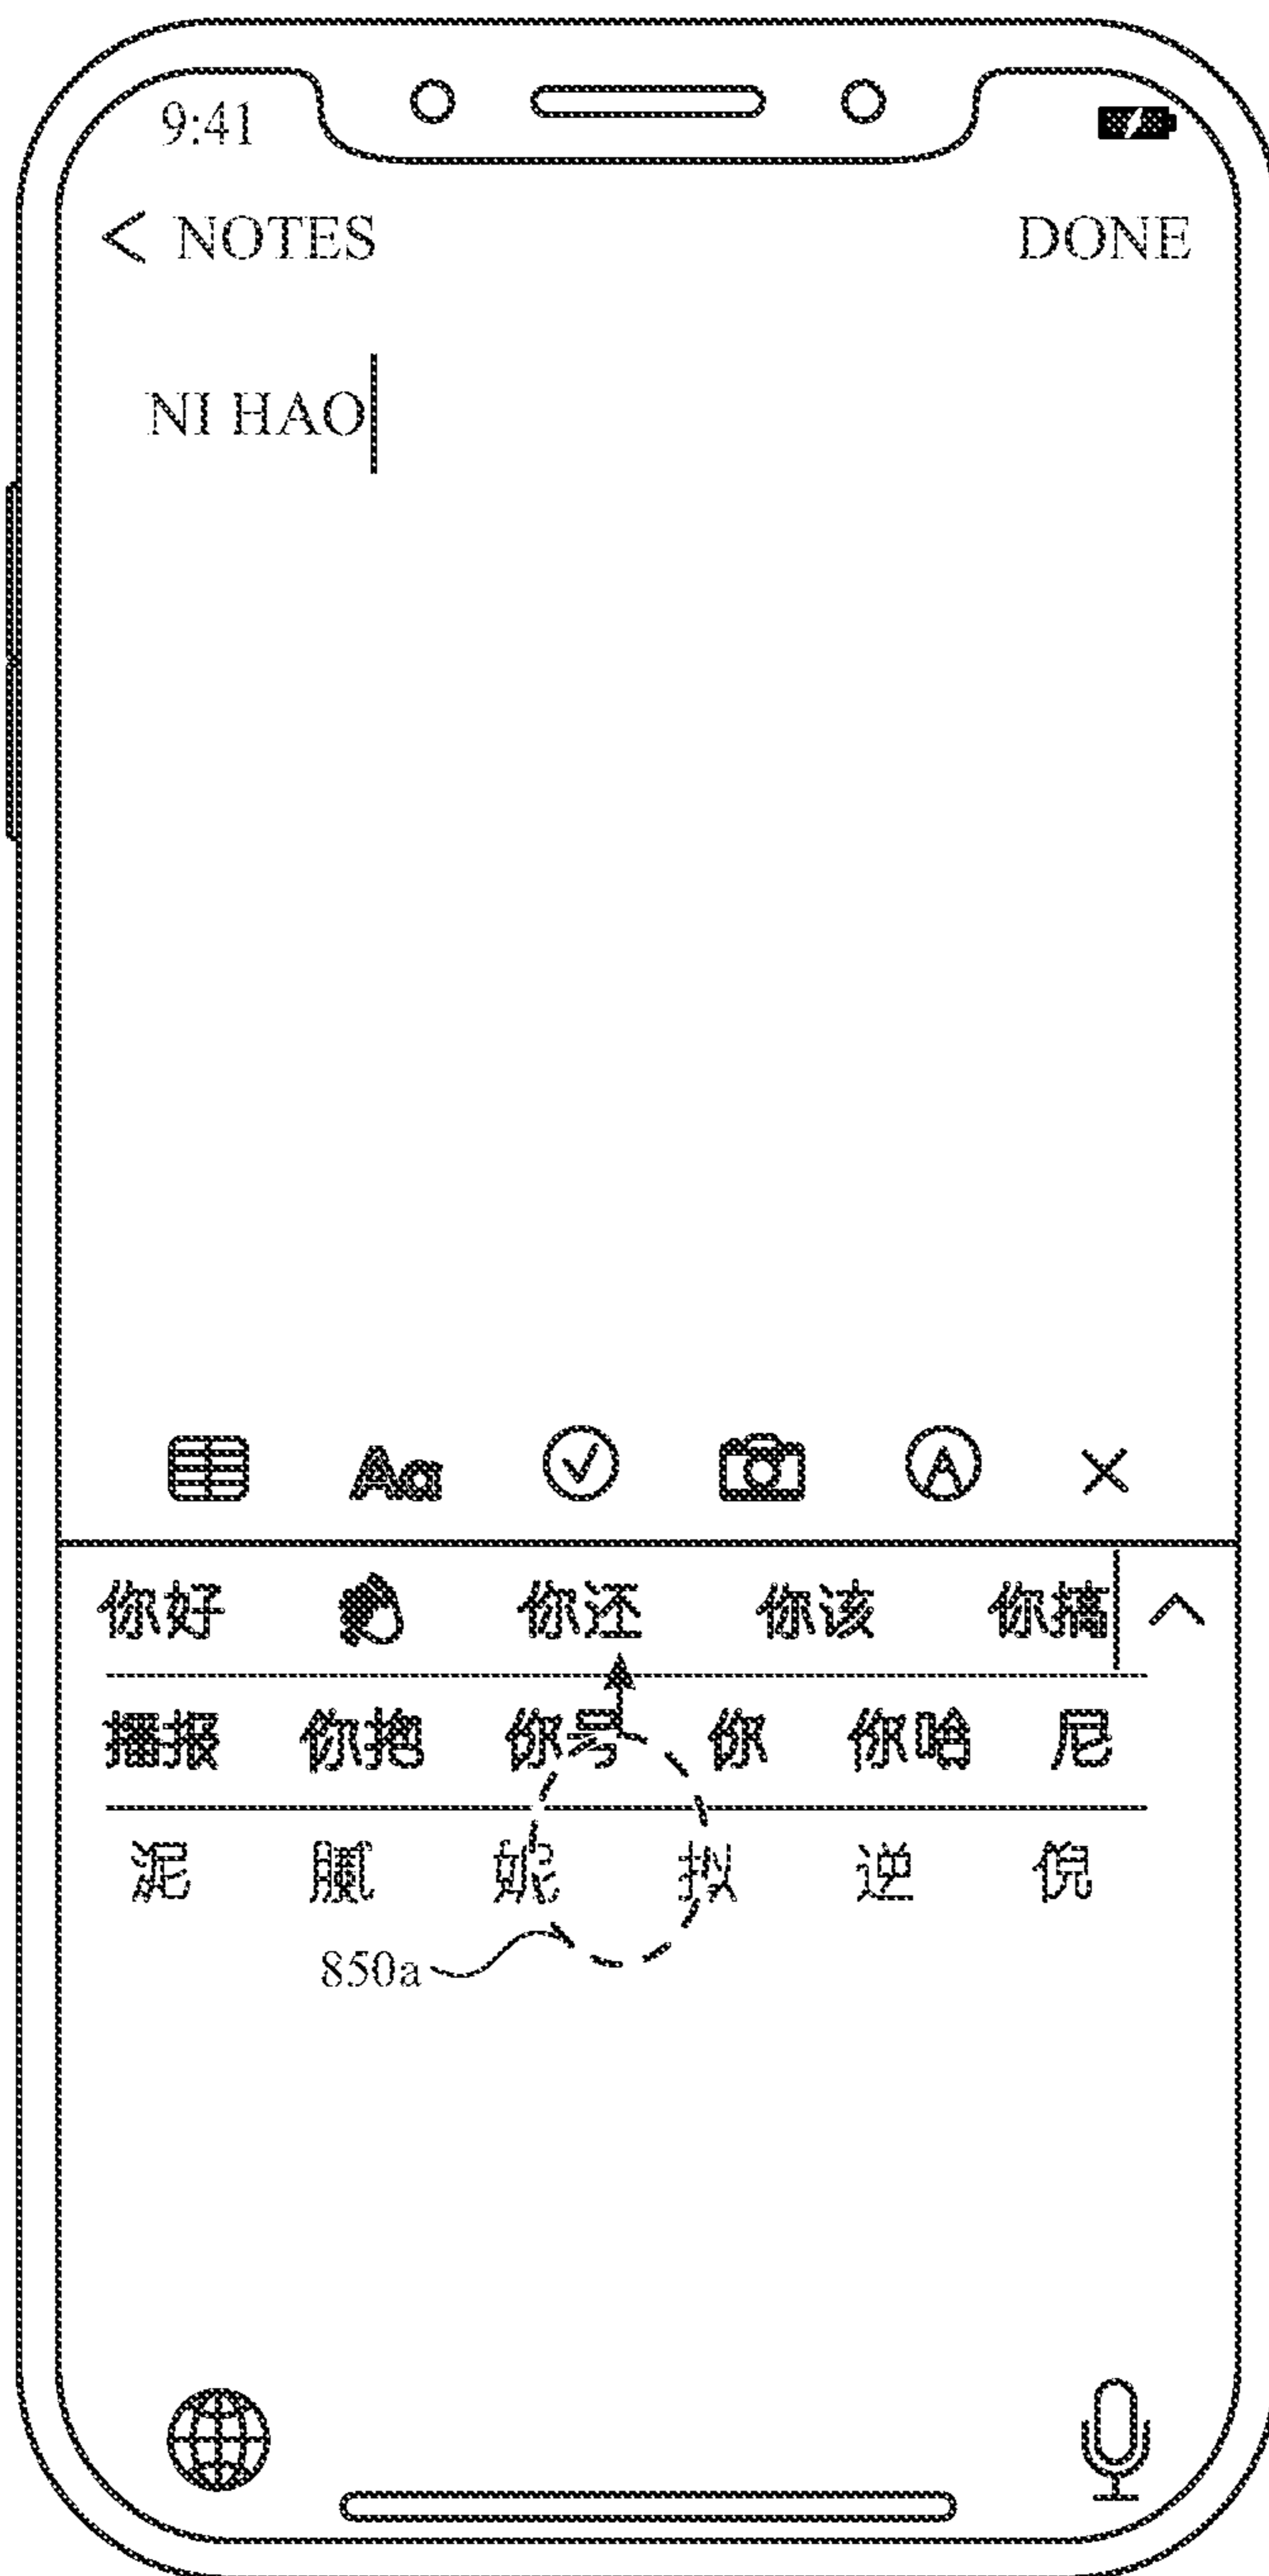 9:41
< NOTES DONE
NI HAO
Aa
你好 你还 你该 你搞
播报 你抱 你号 你 你哈 尼
泥 腻 妮 拟 逆 倪
850a